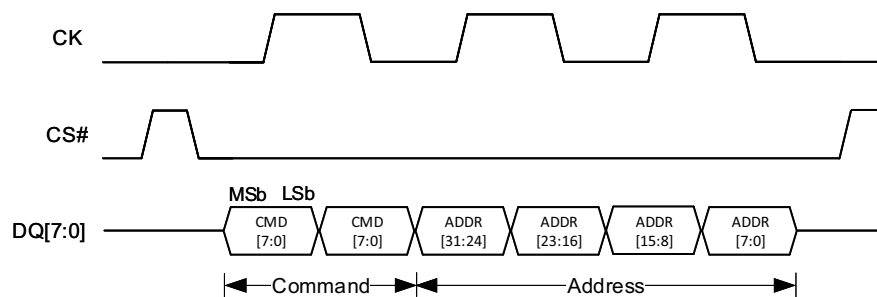 CK
CS#
MSb LSb
DQ[7:0]
CMD [7:0]
CMD [7:0]
ADDR [31:24]
ADDR [23:16]
ADDR [15:8]
ADDR [7:0]
Command
Address